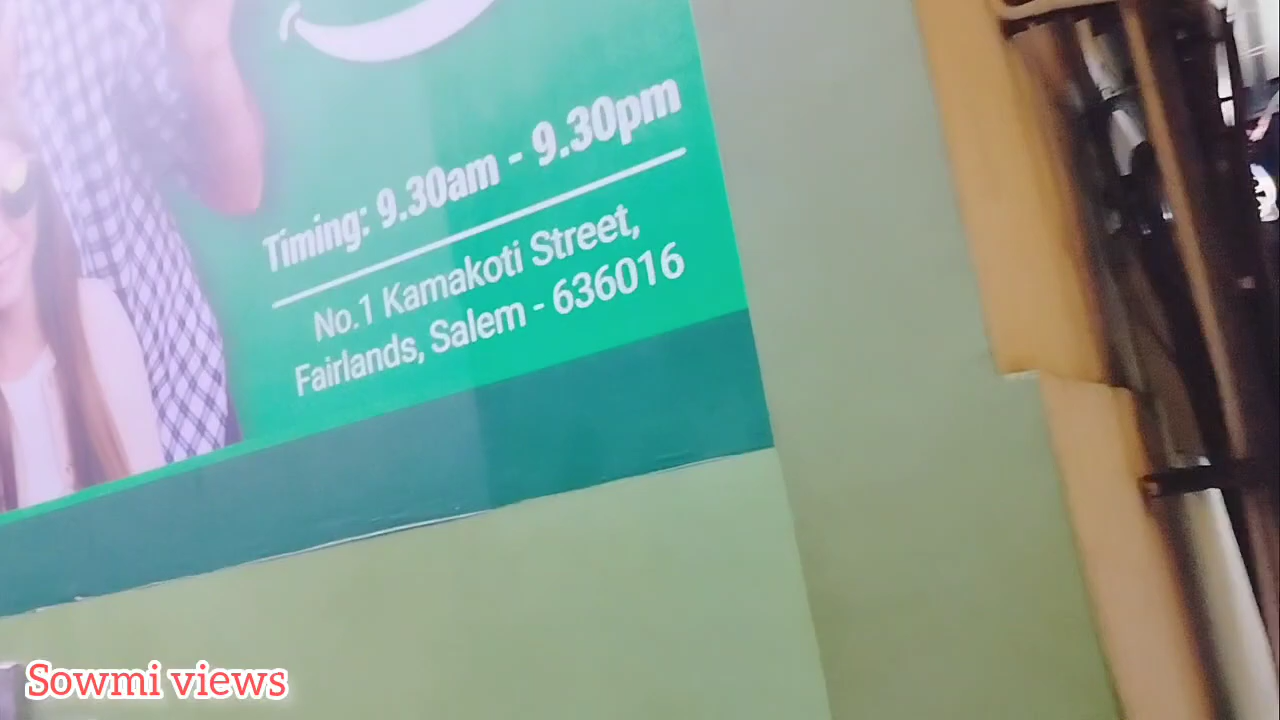 Timing: 9.30am - 9.30pm
No.1 Kamakoti Street,
Fairlands, Salem - 636016
Sowmi views